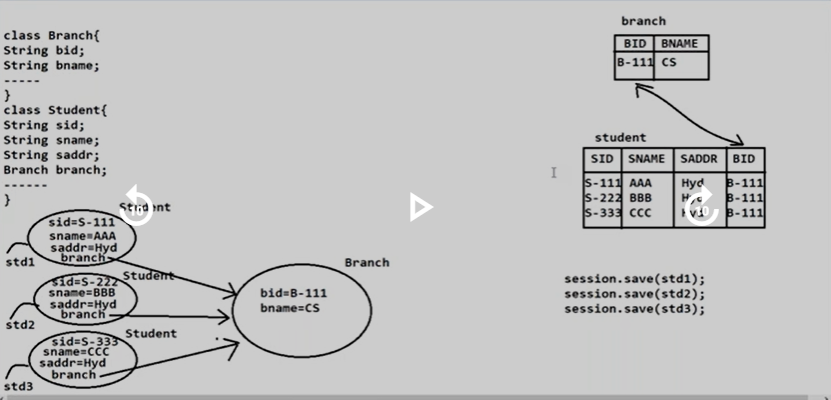 class Branch{
String bid;
String bname;
-----
}
class Student{
String sid;
String sname;
String saddr;
Branch branch;
------
}
Student
sid=S-111
sname=AAA
saddr=Hyd
branch
std1
Student
sid=S-222
sname=BBB
saddr=Hyd
branch
std2
Student
sid=S-333
sname=CCC
saddr=Hyd
branch
std3
Branch
bid=B-111
bname=CS
branch
BID BNAME
B-111 CS
student
SID SNAME SADDR BID
S-111 AAA Hyd B-111
S-222 BBB Hyd B-111
S-333 CCC Hyd B-111
session.save(std1);
session.save(std2);
session.save(std3);
10
10